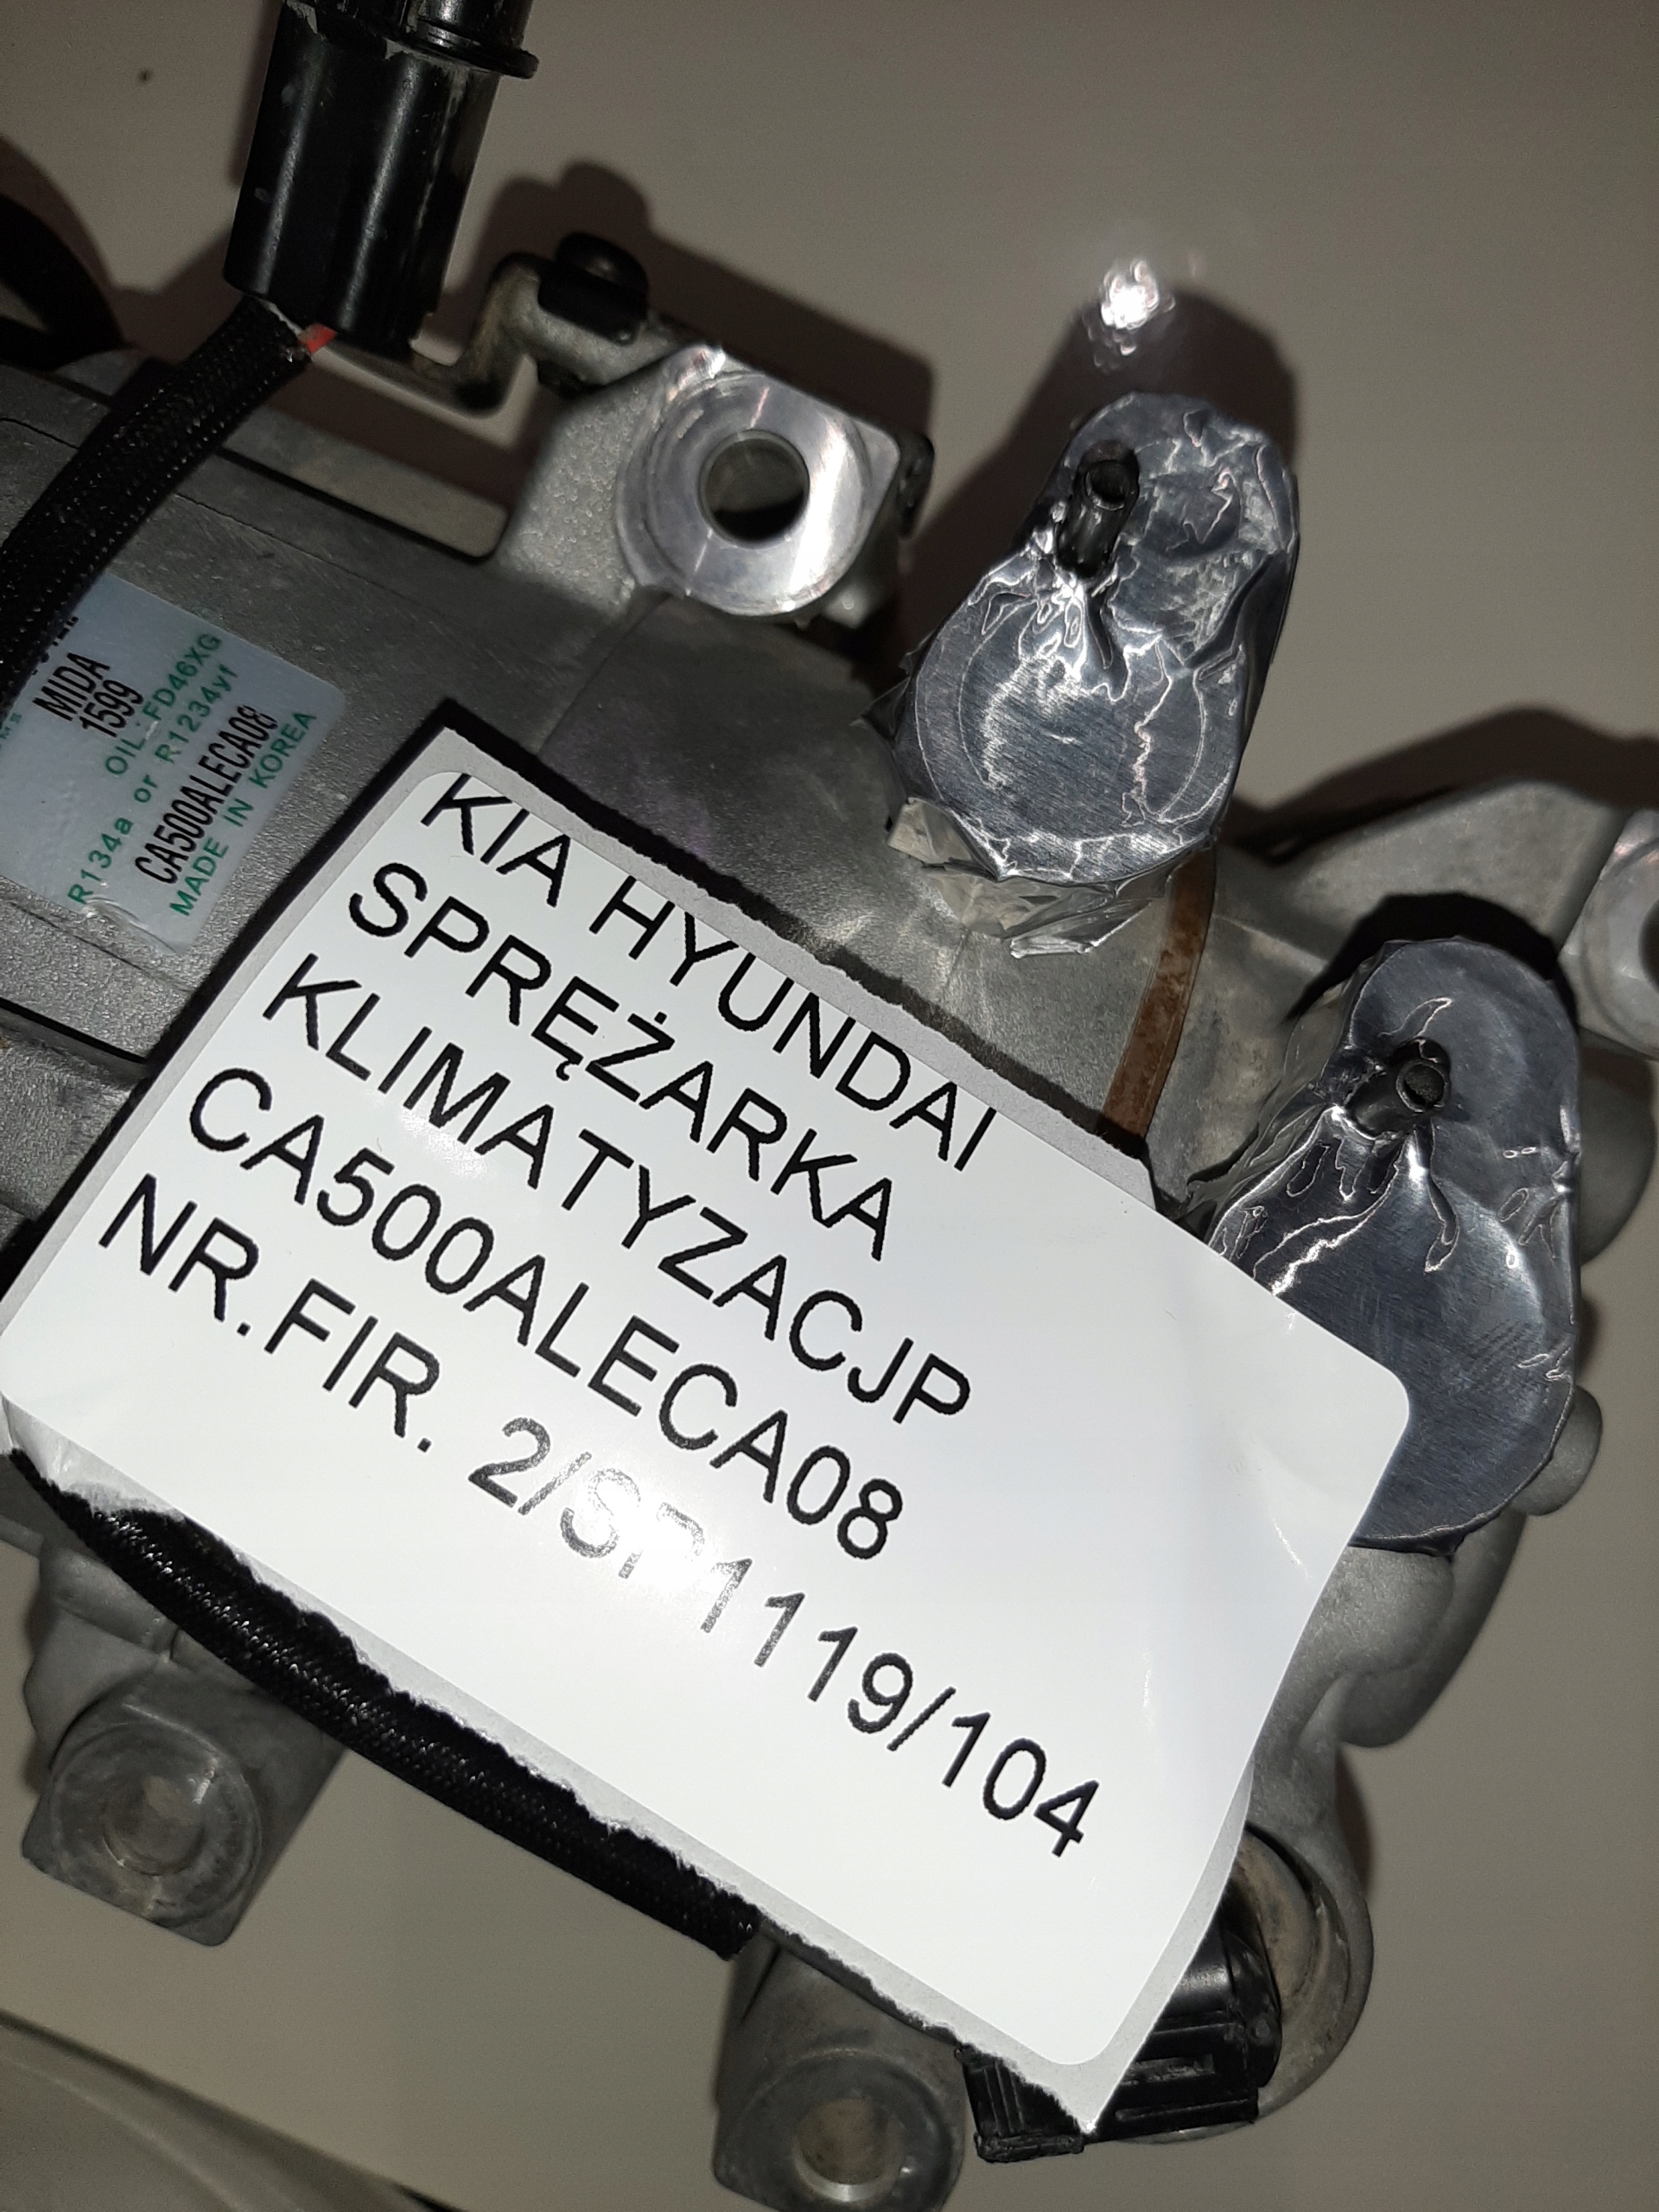 MIDA
1599
OIL FD46XG
R134a or R1234yf
CA500ALECA08
MADE IN KOREA
KIA HYUNDAI
SPRĘŻARKA
KLIMATYZACJP
CA500ALECA08
NR.FIR. 2/SP1119/104